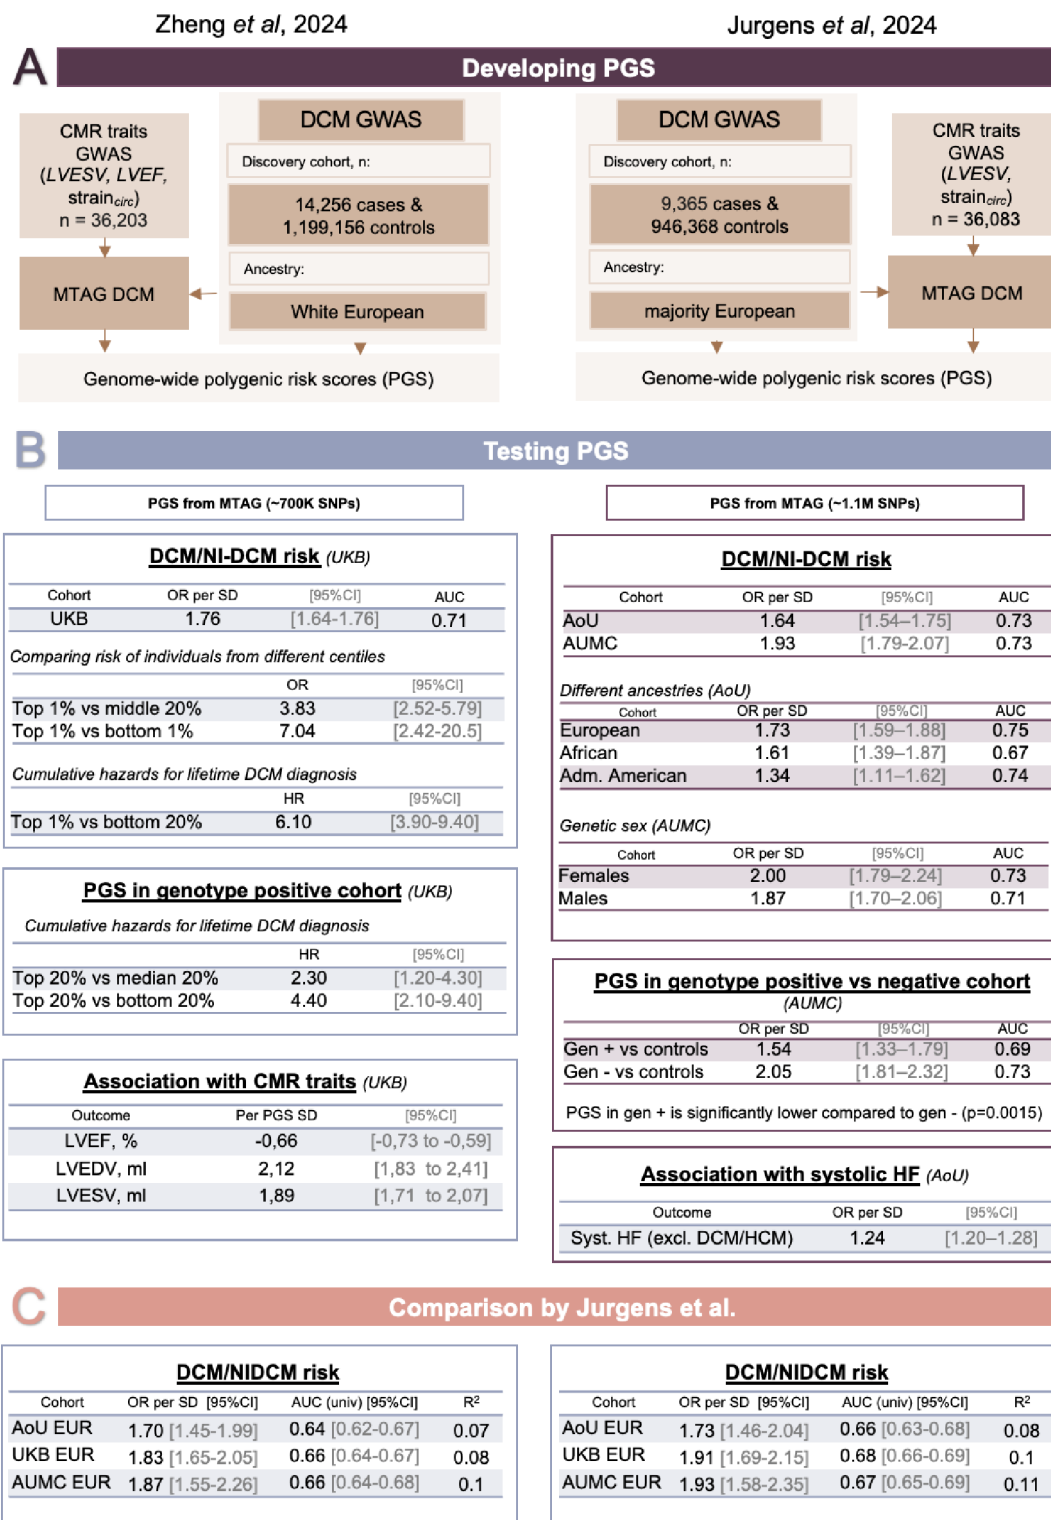 Zheng et al, 2024
Jurgens et al, 2024
A
Developing PGS
CMR traits
GWAS
(LVESV, LVEF,
strain circ)
n = 36,203
MTAG DCM
DCM GWAS
Discovery cohort, n:
14,256 cases &
1,199,156 controls
Ancestry:
White European
Genome-wide polygenic risk scores (PGS)
DCM GWAS
Discovery cohort, n:
9,365 cases &
946,368 controls
Ancestry:
majority European
CMR traits
GWAS
(LVESV,
strain circ)
n = 36,083
MTAG DCM
Genome-wide polygenic risk scores (PGS)
B
Testing PGS
PGS from MTAG (~700K SNPs)
DCM/NI-DCM risk (UKB)
Cohort OR per SD [95%CI] AUC
UKB 1.76 [1.64-1.76] 0.71
Comparing risk of individuals from different centiles
OR [95%CI]
Top 1% vs middle 20% 3.83 [2.52-5.79]
Top 1% vs bottom 1% 7.04 [2.42-20.5]
Cumulative hazards for lifetime DCM diagnosis
HR [95%CI]
Top 1% vs bottom 20% 6.10 [3.90-9.40]
PGS in genotype positive cohort (UKB)
Cumulative hazards for lifetime DCM diagnosis
HR [95%CI]
Top 20% vs median 20% 2.30 [1.20-4.30]
Top 20% vs bottom 20% 4.40 [2.10-9.40]
Association with CMR traits (UKB)
Outcome Per PGS SD [95%CI]
LVEF, % -0,66 [-0,73 to -0,59]
LVEDV, ml 2,12 [1,83 to 2,41]
LVESV, ml 1,89 [1,71 to 2,07]
PGS from MTAG (~1.1M SNPs)
DCM/NI-DCM risk
Cohort OR per SD [95%CI] AUC
AoU 1.64 [1.54–1.75] 0.73
AUMC 1.93 [1.79-2.07] 0.73
Different ancestries (AoU)
Cohort OR per SD [95%CI] AUC
European 1.73 [1.59–1.88] 0.75
African 1.61 [1.39–1.87] 0.67
Adm. American 1.34 [1.11–1.62] 0.74
Genetic sex (AUMC)
Cohort OR per SD [95%CI] AUC
Females 2.00 [1.79–2.24] 0.73
Males 1.87 [1.70–2.06] 0.71
PGS in genotype positive vs negative cohort
(AUMC)
OR per SD [95%CI] AUC
Gen + vs controls 1.54 [1.33–1.79] 0.69
Gen - vs controls 2.05 [1.81–2.32] 0.73
PGS in gen + is significantly lower compared to gen - (p=0.0015)
Association with systolic HF (AoU)
Outcome OR per SD [95%CI]
Syst. HF (excl. DCM/HCM) 1.24 [1.20–1.28]
C
Comparison by Jurgens et al.
DCM/NIDCM risk
Cohort OR per SD [95%CI] AUC (univ) [95%CI] R²
AoU EUR 1.70 [1.45-1.99] 0.64 [0.62-0.67] 0.07
UKB EUR 1.83 [1.65-2.05] 0.66 [0.64-0.67] 0.08
AUMC EUR 1.87 [1.55-2.26] 0.66 [0.64-0.68] 0.1
DCM/NIDCM risk
Cohort OR per SD [95%CI] AUC (univ) [95%CI] R²
AoU EUR 1.73 [1.46-2.04] 0.66 [0.63-0.68] 0.08
UKB EUR 1.91 [1.69-2.15] 0.68 [0.66-0.69] 0.1
AUMC EUR 1.93 [1.58-2.35] 0.67 [0.65-0.69] 0.11